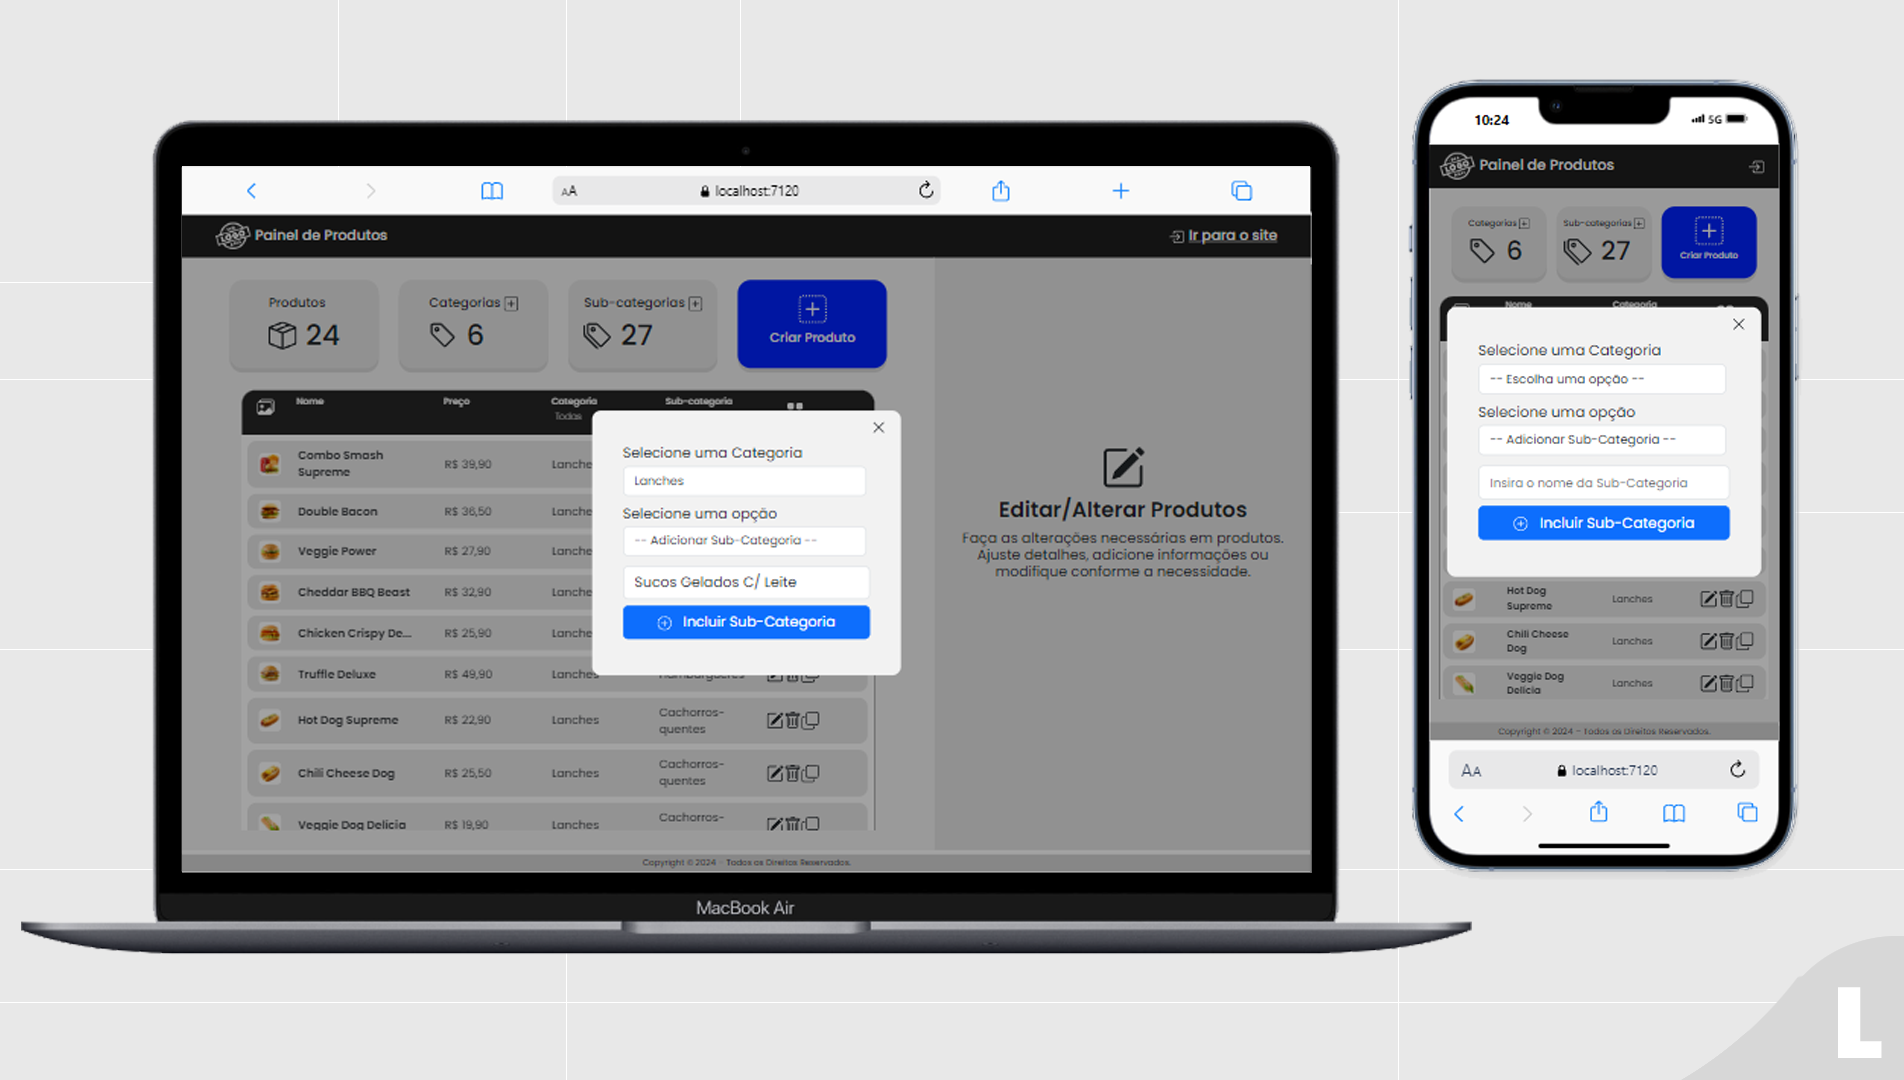 localhost:7120
AA
LOGO
Painel de Produtos
Ir para o site
Produtos
24
Categorias
6
Sub-categorias
27
Criar Produto
Nome
Preço
Categoria
Todas
Sub-categoria
Combo Smash
Supreme
R$ 39,90
Lanche
Double Bacon
R$ 36,50
Lanche
Veggie Power
R$ 27,90
Lanche
Cheddar BBQ Beast
R$ 32,90
Lanche
Chicken Crispy De...
R$ 25,90
Lanche
Truffle Deluxe
R$ 49,90
Lanches
Hamburgueres
Hot Dog Supreme
R$ 22,90
Lanches
Cachorros-
quentes
Chili Cheese Dog
R$ 25,50
Lanches
Cachorros-
quentes
Veggie Dog Delicia
R$ 19,90
Lanches
Cachorros-
Selecione uma Categoria
Lanches
Selecione uma opção
-- Adicionar Sub-Categoria --
Sucos Gelados C/ Leite
Incluir Sub-Categoria
Editar/Alterar Produtos
Faça as alterações necessárias em produtos.
Ajuste detalhes, adicione informações ou
modifique conforme a necessidade.
Copyright © 2024 - Todos os Direitos Reservados.
MacBook Air
10:24
5G
LOGO
Painel de Produtos
Categorias
6
Sub-categorias
27
Criar Produto
Nome
Categoria
Selecione uma Categoria
-- Escolha uma opção --
Selecione uma opção
-- Adicionar Sub-Categoria --
Insira o nome da Sub-Categoria
Incluir Sub-Categoria
Hot Dog
Supreme
Lanches
Chili Cheese
Dog
Lanches
Veggie Dog
Delicia
Lanches
Copyright © 2024 - Todos os Direitos Reservados.
AA
localhost:7120
L